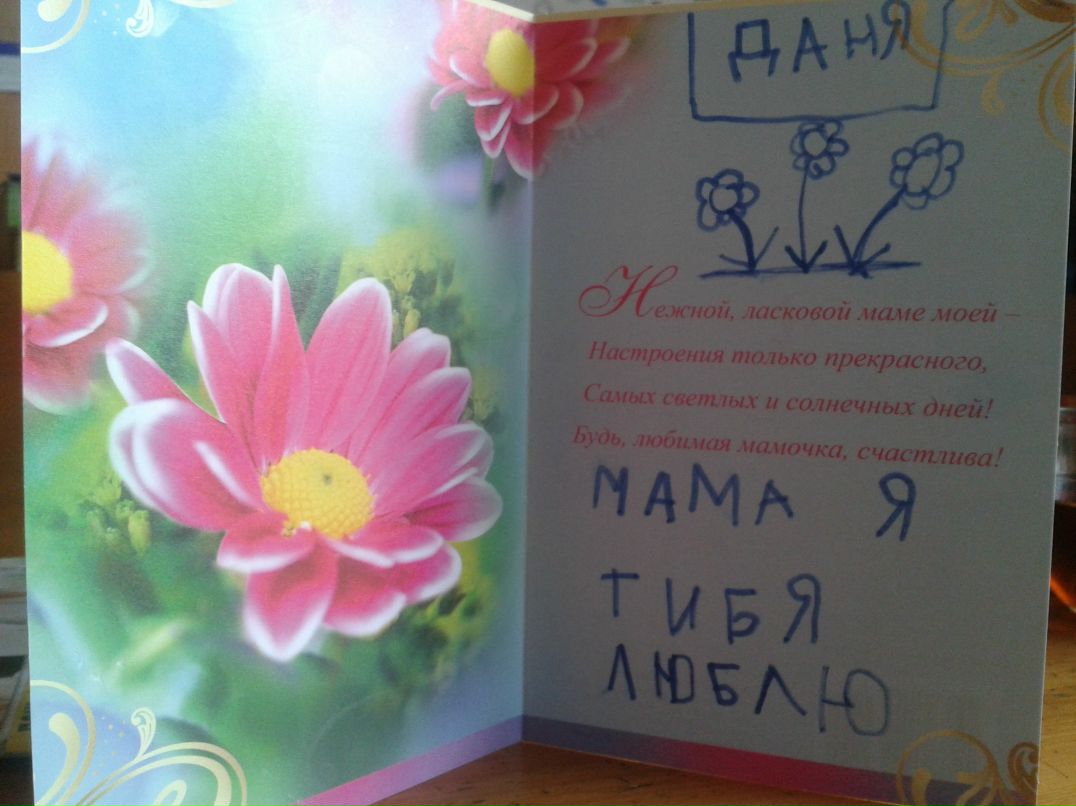 ДАНЯ
Нежной, ласковой маме моей –
Настроения только прекрасного,
Самых светлых и солнечных дней!
Будь, любимая мамочка, счастлива!
МАМА Я
ТИБЯ
ЛЮБЛЮ